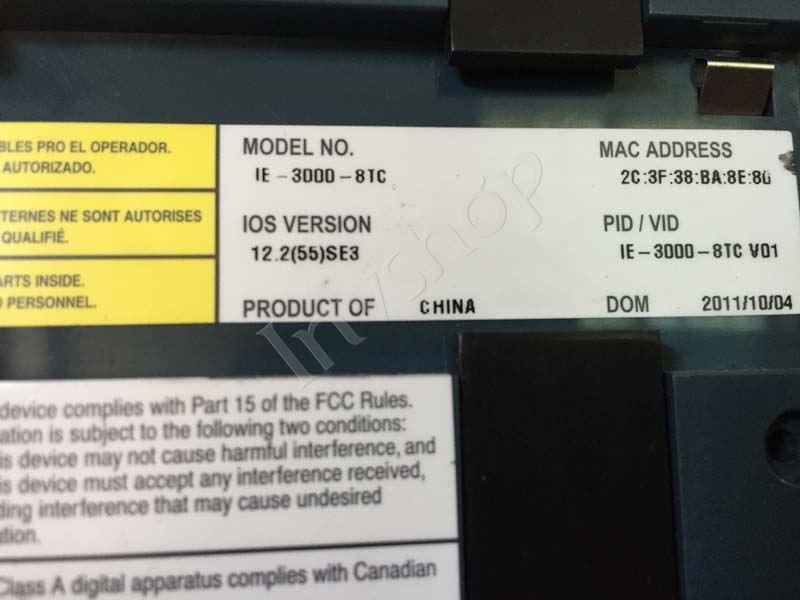 BLES PRO EL OPERADOR.
AUTORIZADO.
TERNES NE SONT AUTORISES
QUALIFIÉ.
ARTS INSIDE.
PERSONNEL.
MODEL NO.
IE-3000-8TC
MAC ADDRESS
2C:3F:38:BA:8E:80
IOS VERSION
12.2(55)SE3
PID / VID
IE-3000-8TC V01
PRODUCT OF CHINA
DOM 2011/10/04
Invshop
device complies with Part 15 of the FCC Rules.
ation is subject to the following two conditions:
is device may not cause harmful interference, and
is device must accept any interference received,
ding interference that may cause undesired
ation.
Class A digital apparatus complies with Canadian